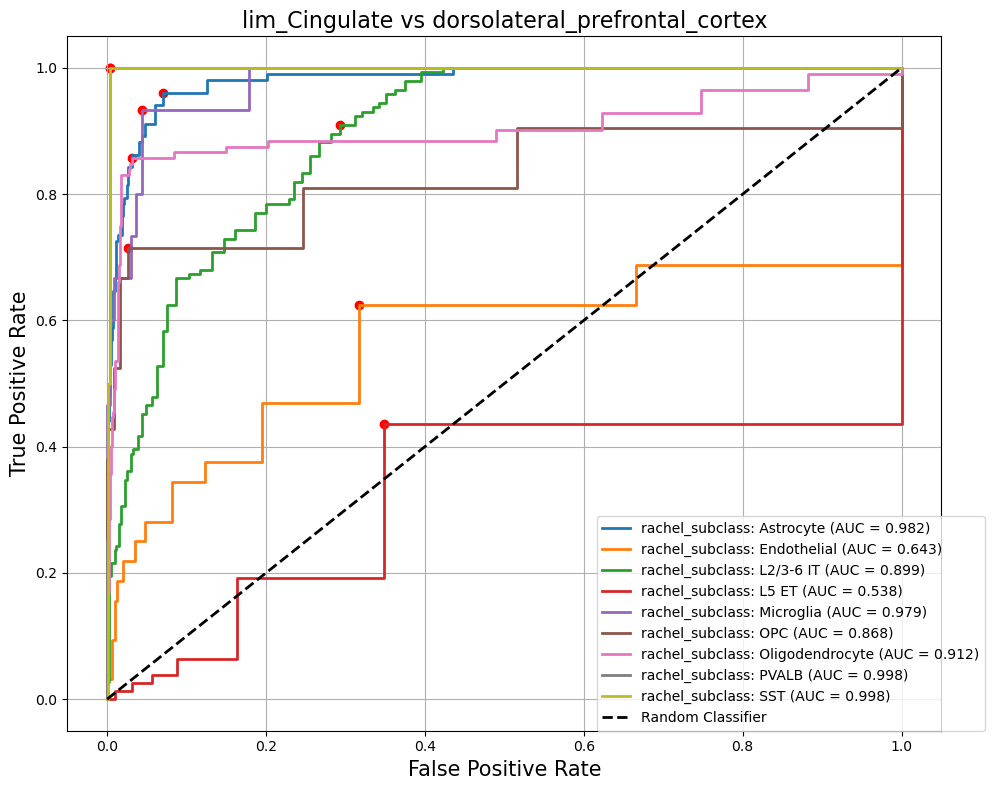 lim_Cingulate vs dorsolateral_prefrontal_cortex
True Positive Rate
1.0
0.8
0.6
0.4
0.2
0.0
rachel_subclass: Astrocyte (AUC = 0.982)
rachel_subclass: Endothelial (AUC = 0.643)
rachel_subclass: L2/3-6 IT (AUC = 0.899)
rachel_subclass: L5 ET (AUC = 0.538)
rachel_subclass: Microglia (AUC = 0.979)
rachel_subclass: OPC (AUC = 0.868)
rachel_subclass: Oligodendrocyte (AUC = 0.912)
rachel_subclass: PVALB (AUC = 0.998)
rachel_subclass: SST (AUC = 0.998)
Random Classifier
0.0 0.2 0.4 0.6 0.8 1.0
False Positive Rate